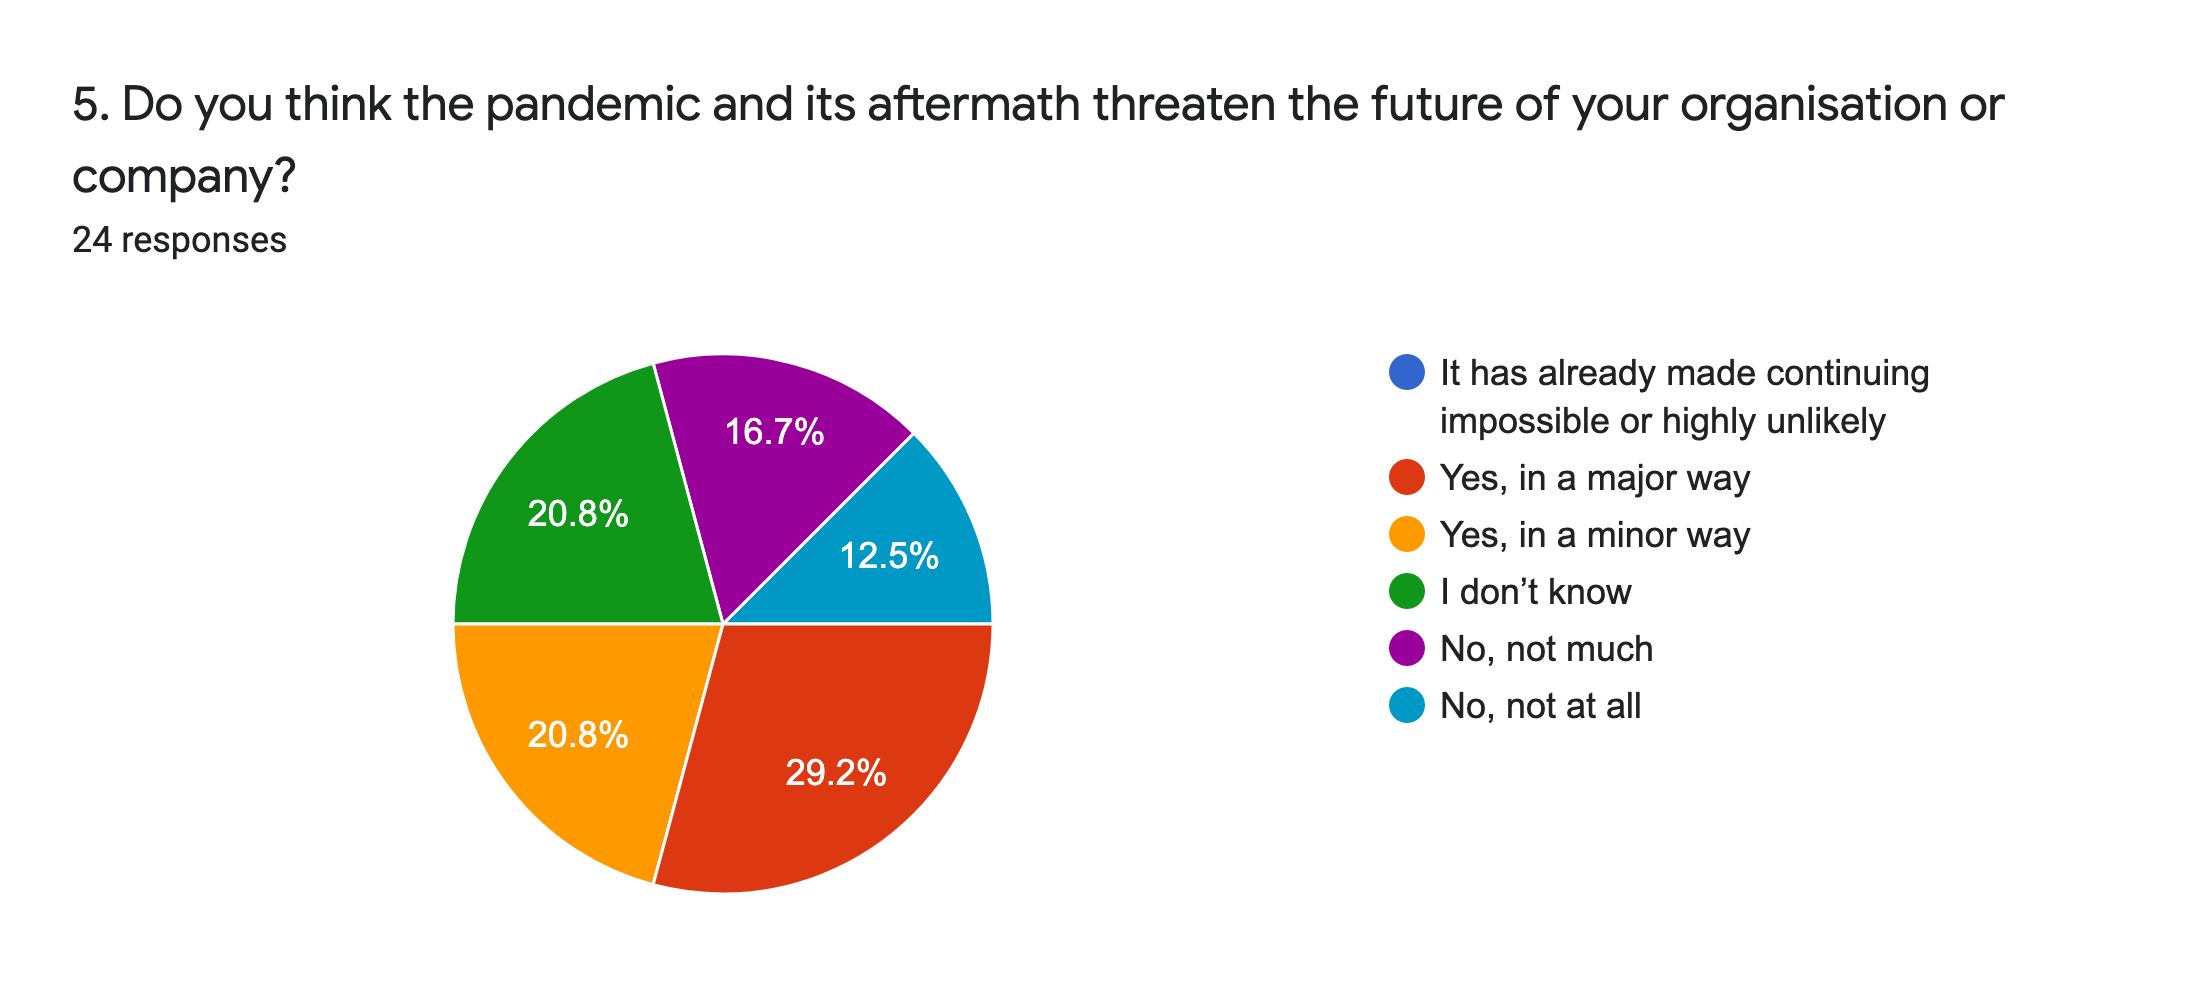 5. Do you think the pandemic and its aftermath threaten the future of your organisation or
company?
24 responses
16.7%
20.8%
12.5%
20.8%
29.2%
It has already made continuing
impossible or highly unlikely
Yes, in a major way
Yes, in a minor way
I don’t know
No, not much
No, not at all